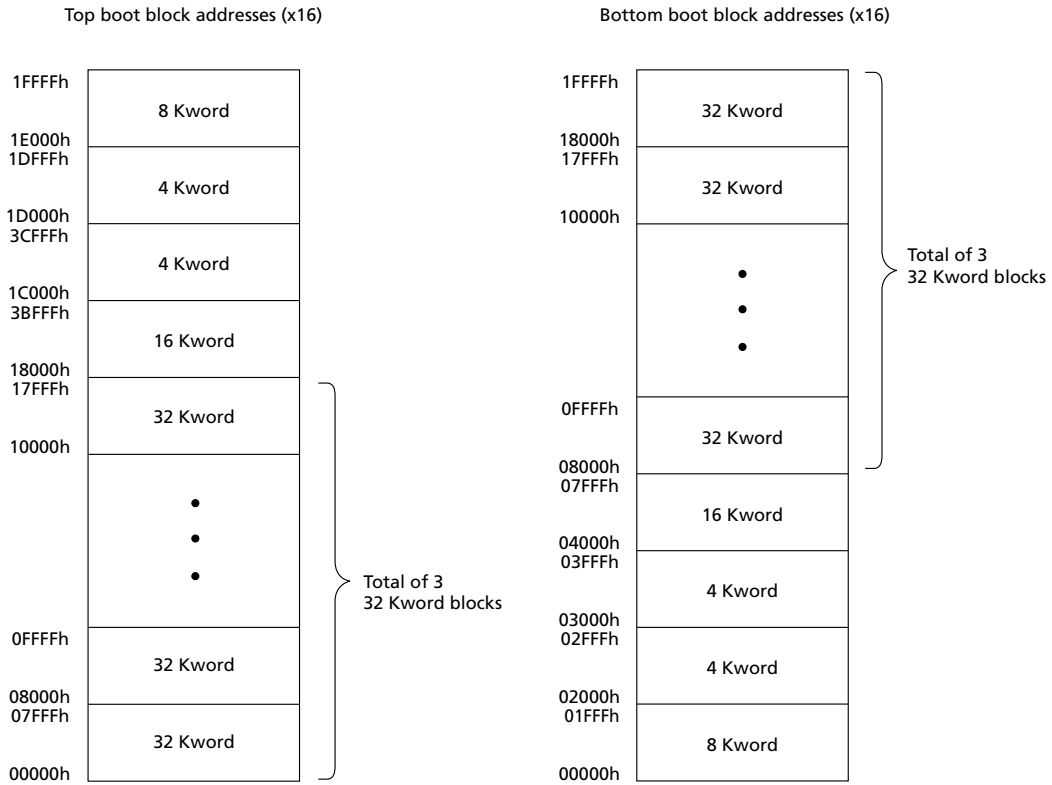 Top boot block addresses (x16)
1FFFFh
8 Kword
1E000h
1DFFFh
4 Kword
1D000h
3CFFFh
4 Kword
1C000h
3BFFFh
16 Kword
18000h
17FFFh
32 Kword
10000h
Total of 3
32 Kword blocks
0FFFFh
32 Kword
08000h
07FFFh
32 Kword
00000h
Bottom boot block addresses (x16)
1FFFFh
32 Kword
18000h
17FFFh
32 Kword
10000h
Total of 3
32 Kword blocks
0FFFFh
32 Kword
08000h
07FFFh
16 Kword
04000h
03FFFh
4 Kword
03000h
02FFFh
4 Kword
02000h
01FFFh
8 Kword
00000h